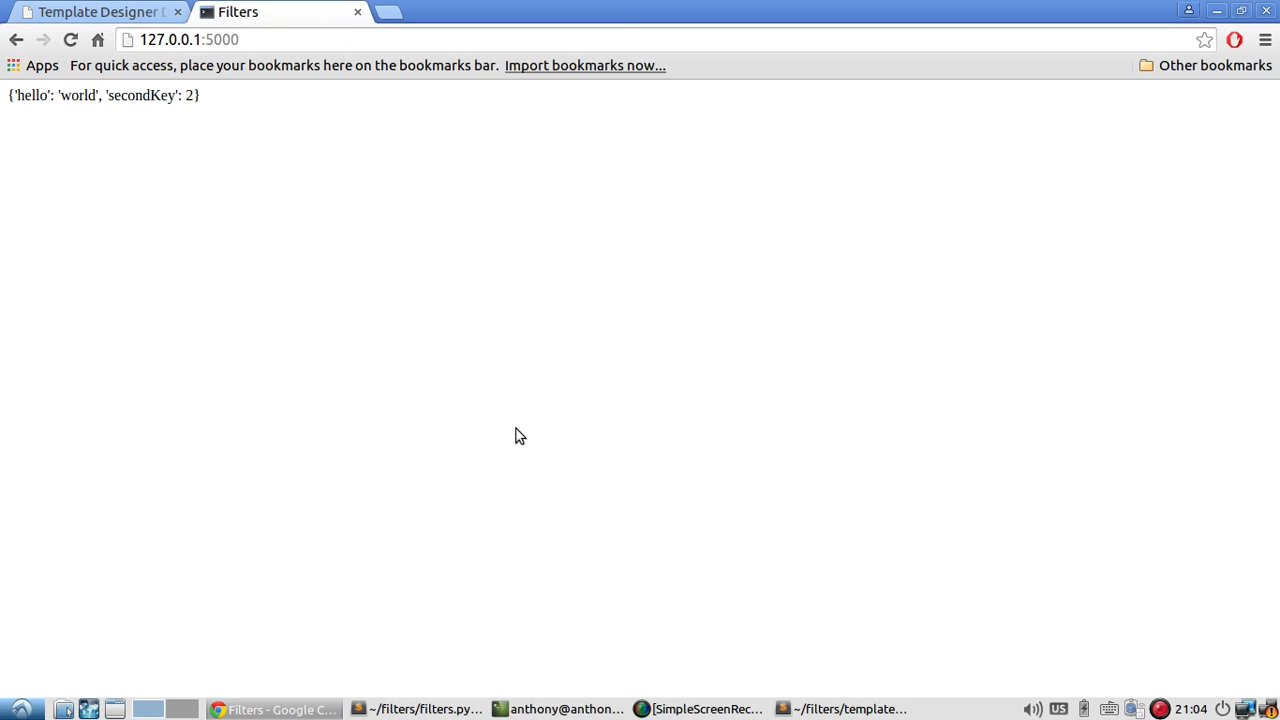 Template Designer D
Filters
127.0.0.1:5000
Apps
For quick access, place your bookmarks here on the bookmarks bar. Import bookmarks now...
Other bookmarks
{'hello': 'world', 'secondKey': 2}
Filters - Google C...
~/filters/filters.py...
anthony@anthon...
[SimpleScreenRec...
~/filters/template...
US
21:04